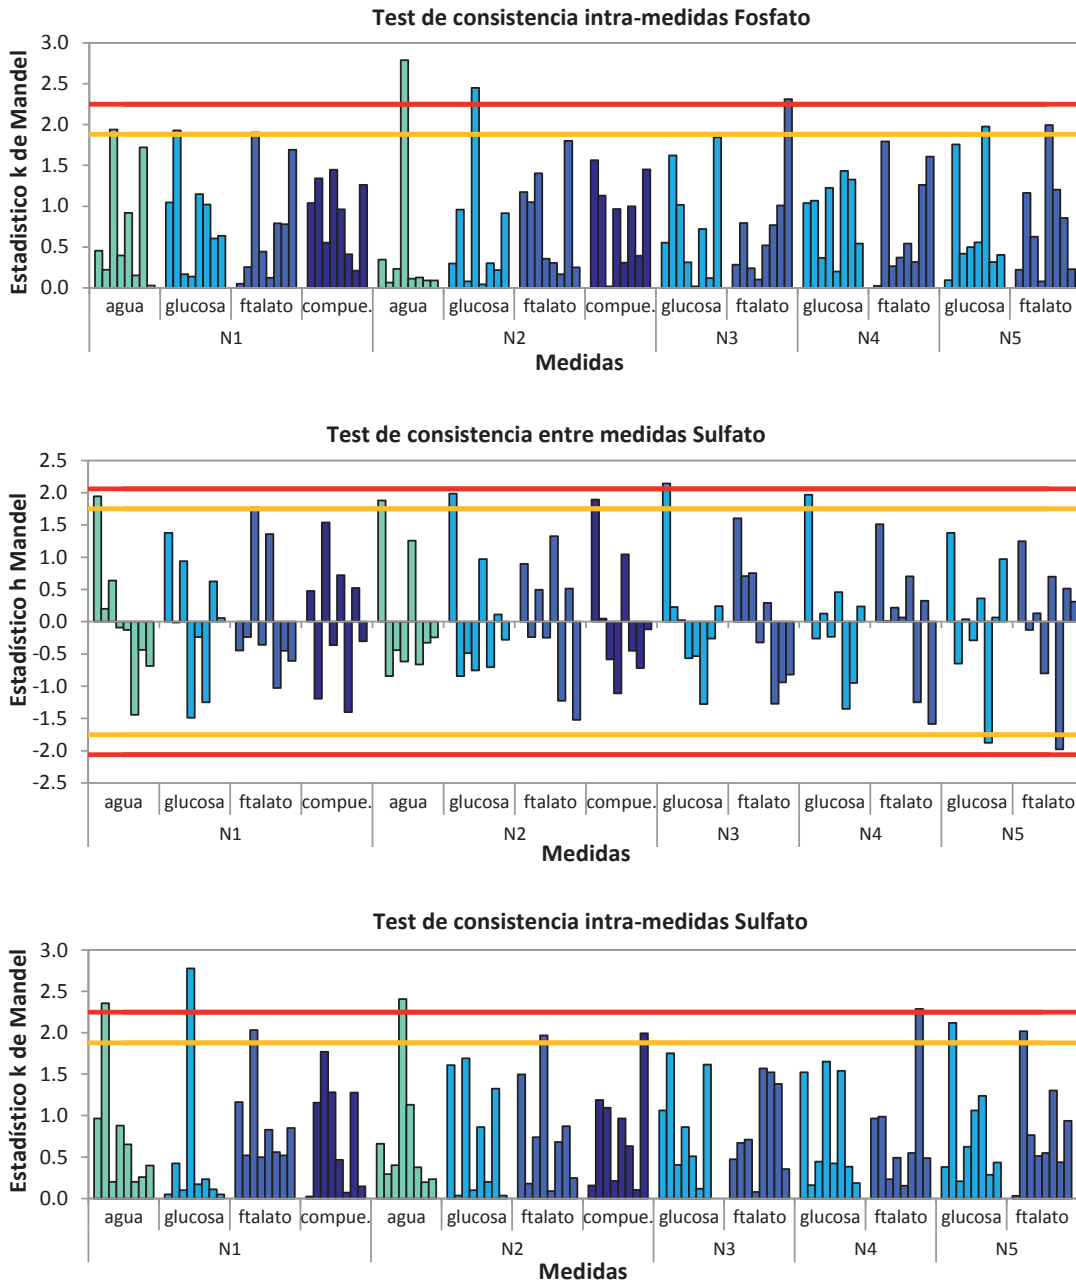 Test de consistencia intra-medidas Fosfato
Estadístico k de Mandel
3.0
2.5
2.0
1.5
1.0
0.5
0.0
agua glucosa ftalato compue. agua glucosa ftalato compue. glucosa ftalato glucosa ftalato glucosa ftalato
N1 N2 N3 N4 N5
Medidas
Test de consistencia entre medidas Sulfato
Estadístico h Mandel
2.5
2.0
1.5
1.0
0.5
0.0
-0.5
-1.0
-1.5
-2.0
-2.5
agua glucosa ftalato compue. agua glucosa ftalato compue. glucosa ftalato glucosa ftalato glucosa ftalato
N1 N2 N3 N4 N5
Medidas
Test de consistencia intra-medidas Sulfato
Estadístico k de Mandel
3.0
2.5
2.0
1.5
1.0
0.5
0.0
agua glucosa ftalato compue. agua glucosa ftalato compue. glucosa ftalato glucosa ftalato glucosa ftalato
N1 N2 N3 N4 N5
Medidas